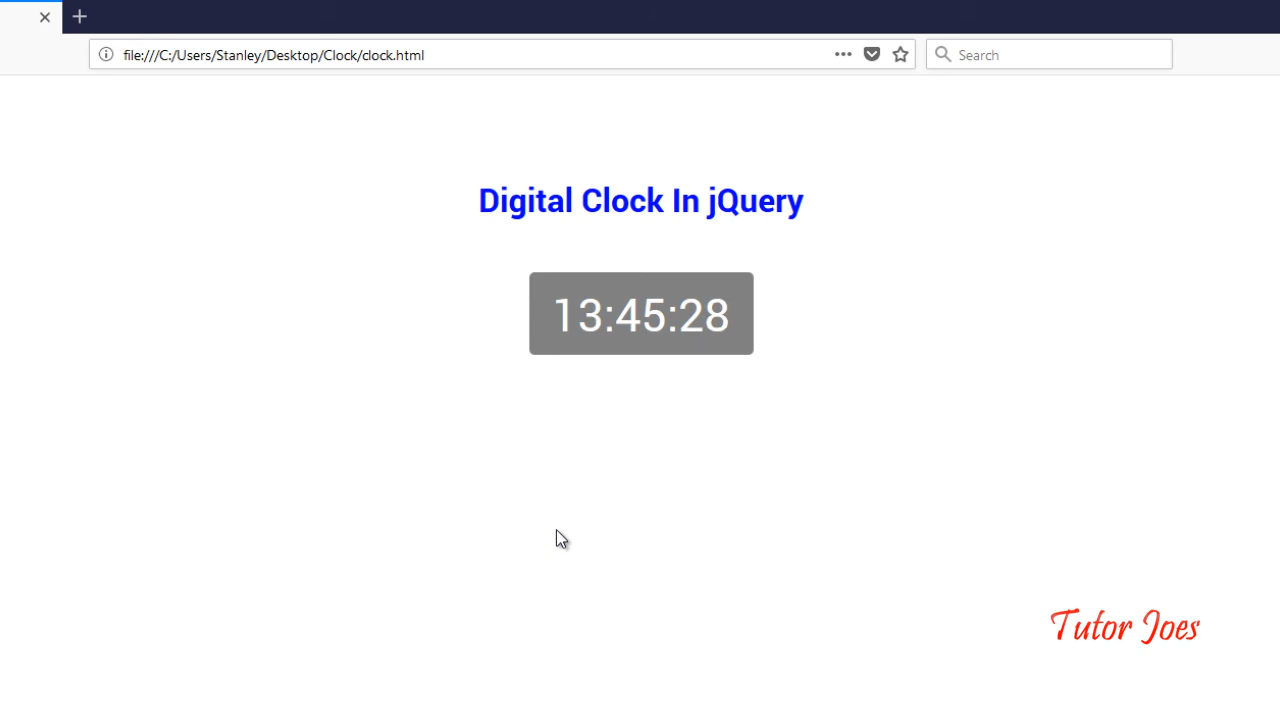 file:///C:/Users/Stanley/Desktop/Clock/clock.html
Search
Digital Clock In jQuery
13:45:28
Tutor Joes